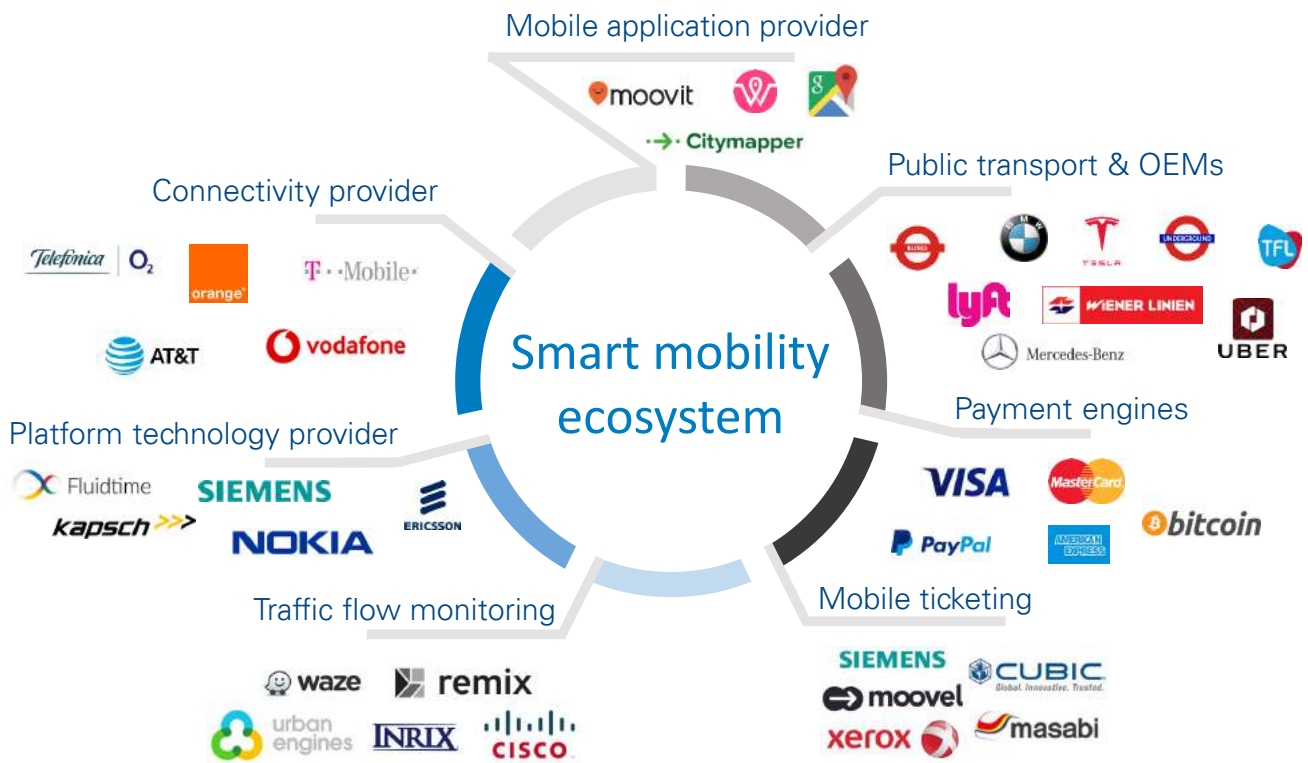 Mobile application provider
moovit
Citymapper
Connectivity provider
Public transport & OEMs
Telefónica O2
orange
T··Mobile·
AT&T
vodafone
BUSES
BMW
TESLA
UNDERGROUND
TFL
lyft
WIENER LINIEN
Mercedes-Benz
UBER
Smart mobility
ecosystem
Platform technology provider
Fluidtime
SIEMENS
kapsch >>>
NOKIA
ERICSSON
Payment engines
VISA
MasterCard
PayPal
AMERICAN
EXPRESS
bitcoin
Traffic flow monitoring
waze
remix
urban
engines
INRIX
CISCO
Mobile ticketing
SIEMENS
CUBIC
Global. Innovative. Trusted.
moovel
xerox
masabi